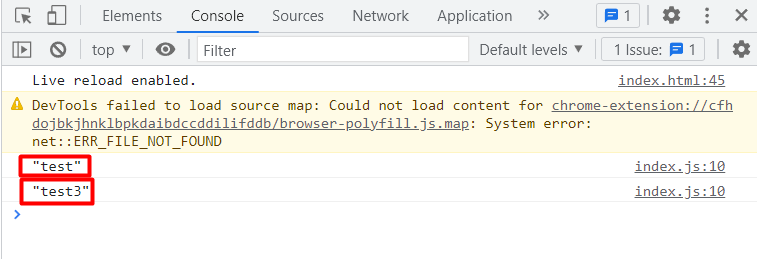 Elements Console Sources Network Application 1
top Filter Default levels 1 Issue: 1
Live reload enabled. index.html:45
DevTools failed to load source map: Could not load content for chrome-extension://cfh
dojbkjhnklbpkdaibdccddilifddb/browser-polyfill.js.map: System error:
net::ERR_FILE_NOT_FOUND
"test" index.js:10
"test3" index.js:10